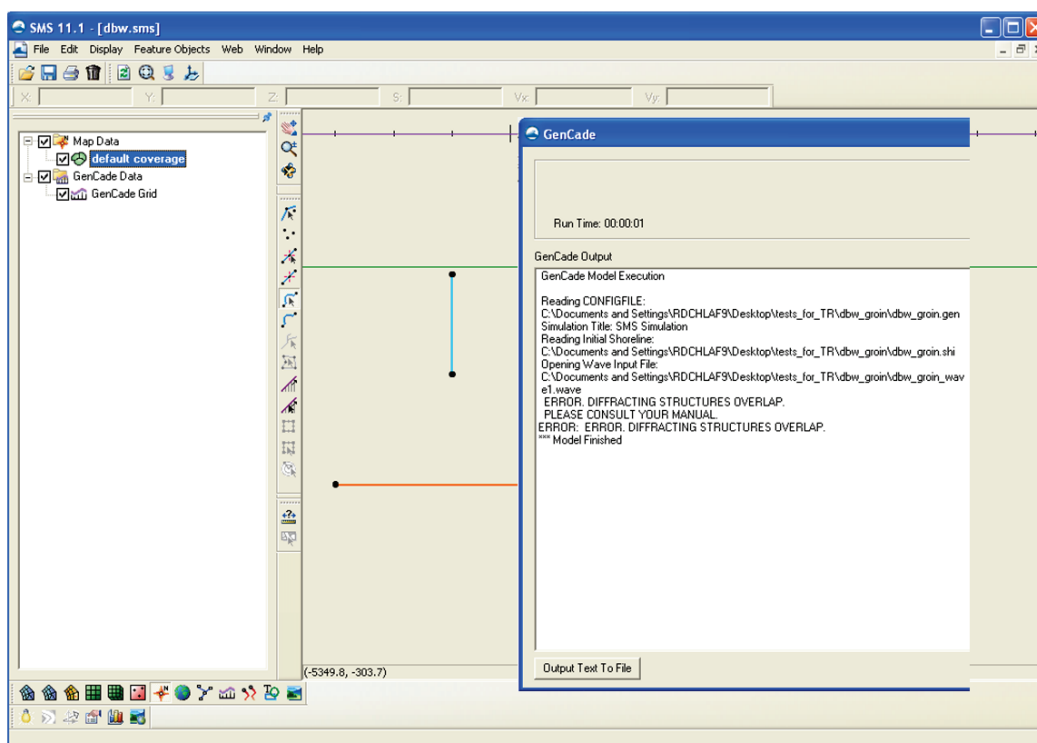 SMS 11.1 - [dbw.sms]
File Edit Display Feature Objects Web Window Help
X: Y: Z: S: Vx: Vy:
Map Data
default coverage
GenCade Data
GenCade Grid
GenCade
Run Time: 00:00:01
GenCade Output
GenCade Model Execution
Reading CONFIGFILE:
C:\Documents and Settings\RDCHLAF9\Desktop\tests_for_TR\dbw_groin\dbw_groin.gen
Simulation Title: SMS Simulation
Reading Initial Shoreline:
C:\Documents and Settings\RDCHLAF9\Desktop\tests_for_TR\dbw_groin\dbw_groin.shi
Opening Wave Input File:
C:\Documents and Settings\RDCHLAF9\Desktop\tests_for_TR\dbw_groin\dbw_groin_wav
e1.wave
ERROR. DIFFRACTING STRUCTURES OVERLAP.
PLEASE CONSULT YOUR MANUAL.
ERROR: ERROR. DIFFRACTING STRUCTURES OVERLAP.
*** Model Finished
Output Text To File
(-5349.8, -303.7)